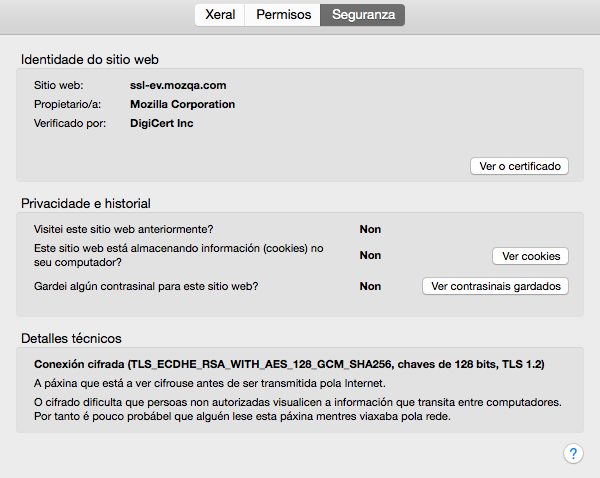 Xeral Permisos Seguranza
Identidade do sitio web
Sitio web: ssl-ev.mozqa.com
Propietario/a: Mozilla Corporation
Verificado por: DigiCert Inc
Ver o certificado
Privacidade e historial
Visitei este sitio web anteriormente? Non
Este sitio web está almacenando información (cookies) no
seu computador? Non Ver cookies
Gardei algún contrasinal para este sitio web? Non Ver contrasinais gardados
Detalles técnicos
Conexión cifrada (TLS_ECDHE_RSA_WITH_AES_128_GCM_SHA256, chaves de 128 bits, TLS 1.2)
A páxina que está a ver cifrouse antes de ser transmitida pola Internet.
O cifrado dificulta que persoas non autorizadas visualicen a información que transita entre computadores.
Por tanto é pouco probábel que alguén lese esta páxina mentres viaxaba pola rede.
?